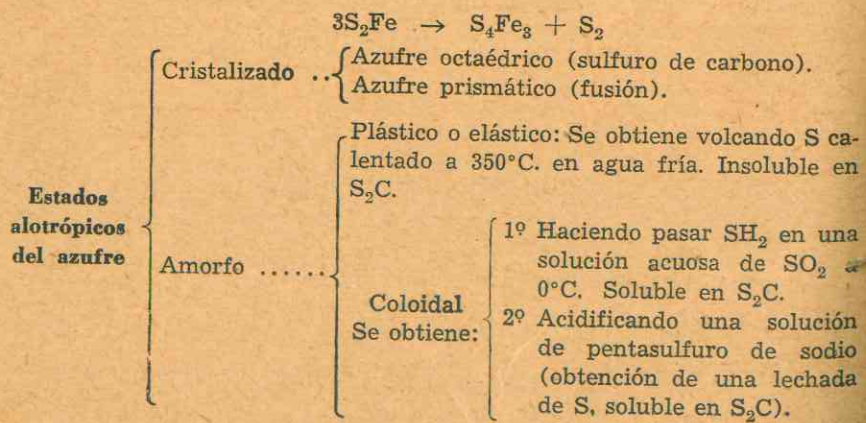 3S₂Fe → S₄Fe₃ + S₂
Estados
alotrópicos
del azufre
Cristalizado ..
Azufre octaédrico (sulfuro de carbono).
Azufre prismático (fusión).
Amorfo ......
Plástico o elástico: Se obtiene volcando S ca-
lentado a 350°C. en agua fría. Insoluble en
S₂C.
Coloidal
Se obtiene:
1º Haciendo pasar SH₂ en una
solución acuosa de SO₂ a
0°C. Soluble en S₂C.
2º Acidificando una solución
de pentasulfuro de sodio
(obtención de una lechada
de S, soluble en S₂C).